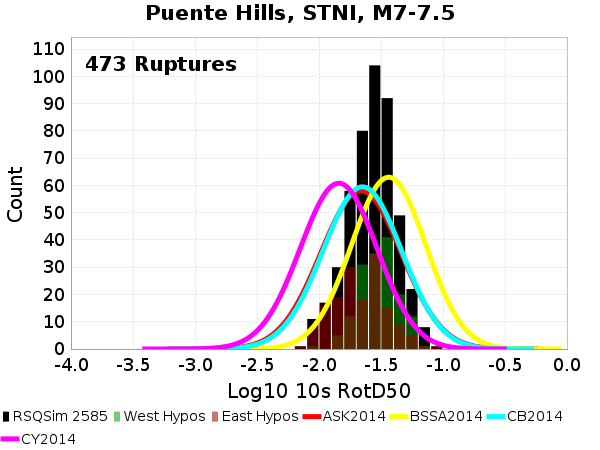 Puente Hills, STNI, M7-7.5
473 Ruptures
Count
110
100
90
80
70
60
50
40
30
20
10
0
-4.0 -3.5 -3.0 -2.5 -2.0 -1.5 -1.0 -0.5 0.0
Log10 10s RotD50
RSQSim 2585 West Hypos East Hypos ASK2014 BSSA2014 CB2014
CY2014